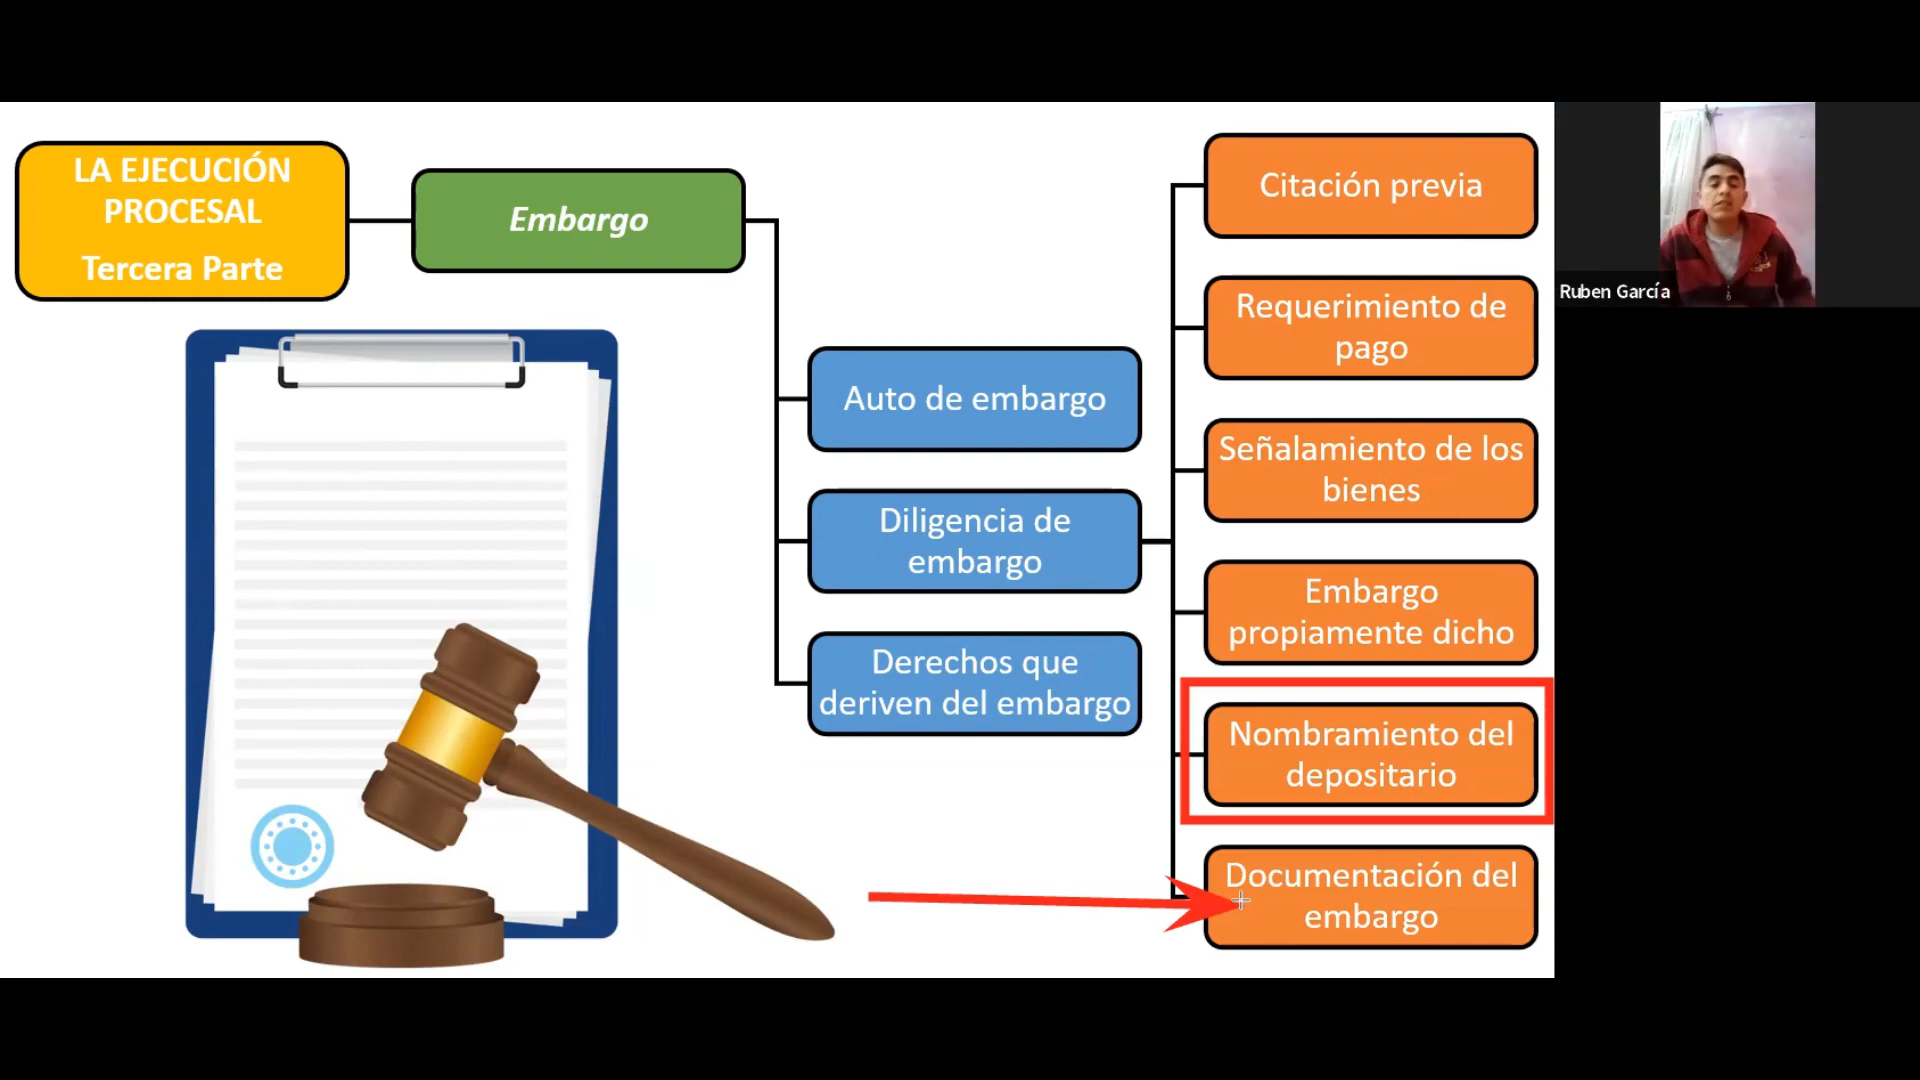 LA EJECUCIÓN
PROCESAL
Tercera Parte
Embargo
Auto de embargo
Diligencia de
embargo
Derechos que
deriven del embargo
Citación previa
Requerimiento de
pago
Señalamiento de los
bienes
Embargo
propiamente dicho
Nombramiento del
depositario
Documentación del
embargo
Ruben García